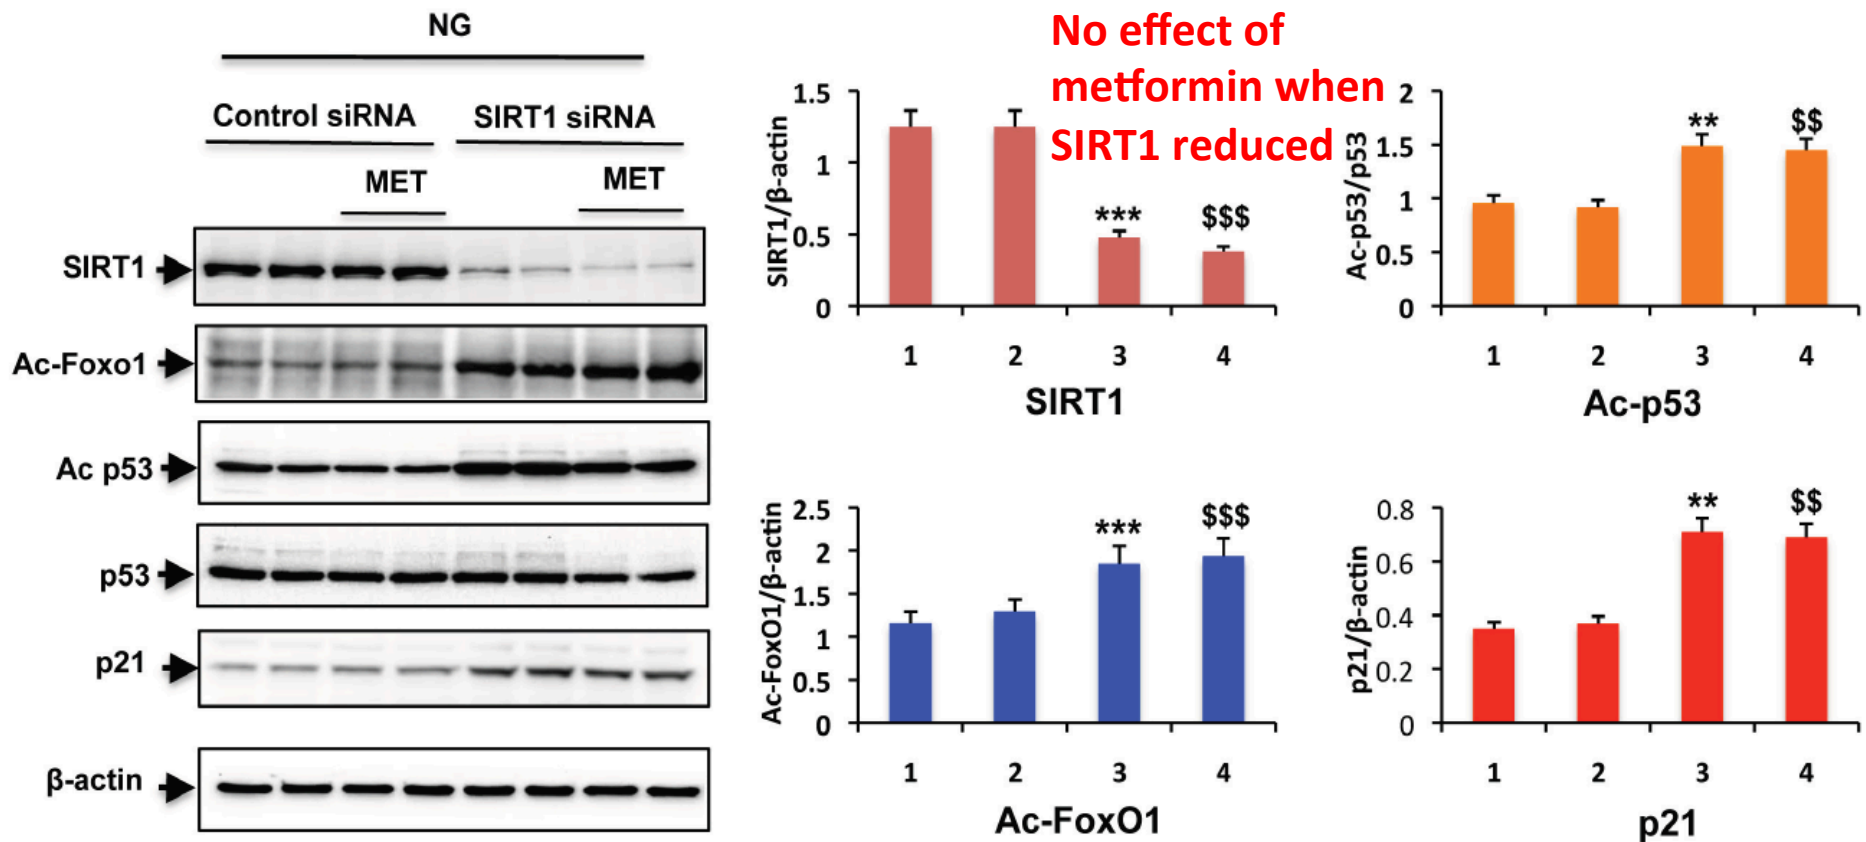 NG
Control siRNA
SIRT1 siRNA
MET
MET
SIRT1
Ac-Foxo1
Ac p53
p53
p21
β-actin
No effect of
metformin when
SIRT1 reduced
SIRT1/β-actin
1.5
1
0.5
0
***
$$$
1 2 3 4
SIRT1
Ac-p53/p53
2
1.5
1
0.5
0
**
$$
1 2 3 4
Ac-p53
Ac-FoxO1/β-actin
2.5
2
1.5
1
0.5
0
***
$$$
1 2 3 4
Ac-FoxO1
p21/β-actin
0.8
0.6
0.4
0.2
0
**
$$
1 2 3 4
p21